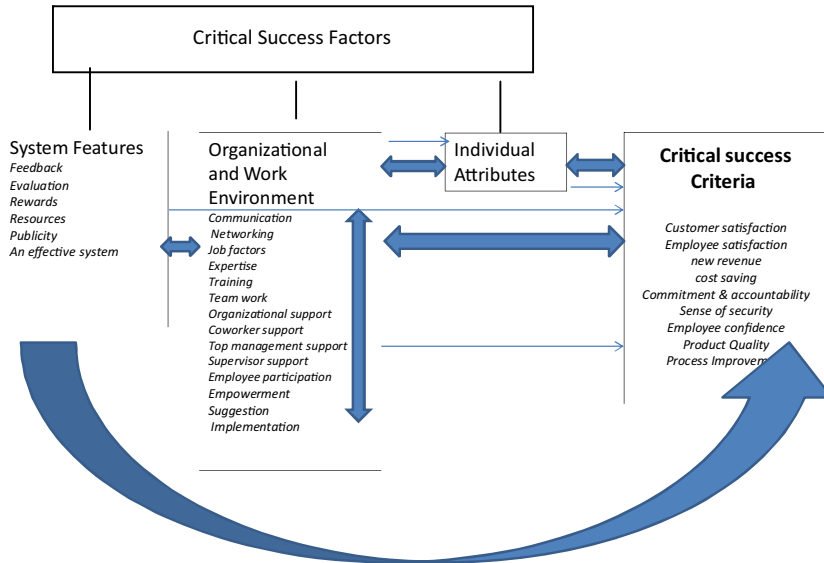 Critical Success Factors
System Features
Feedback
Evaluation
Rewards
Resources
Publicity
An effective system
Organizational
and Work
Environment
Communication
Networking
Job factors
Expertise
Training
Team work
Organizational support
Coworker support
Top management support
Supervisor support
Employee participation
Empowerment
Suggestion
Implementation
Individual
Attributes
Critical success
Criteria
Customer satisfaction
Employee satisfaction
new revenue
cost saving
Commitment & accountability
Sense of security
Employee confidence
Product Quality
Process Improvem